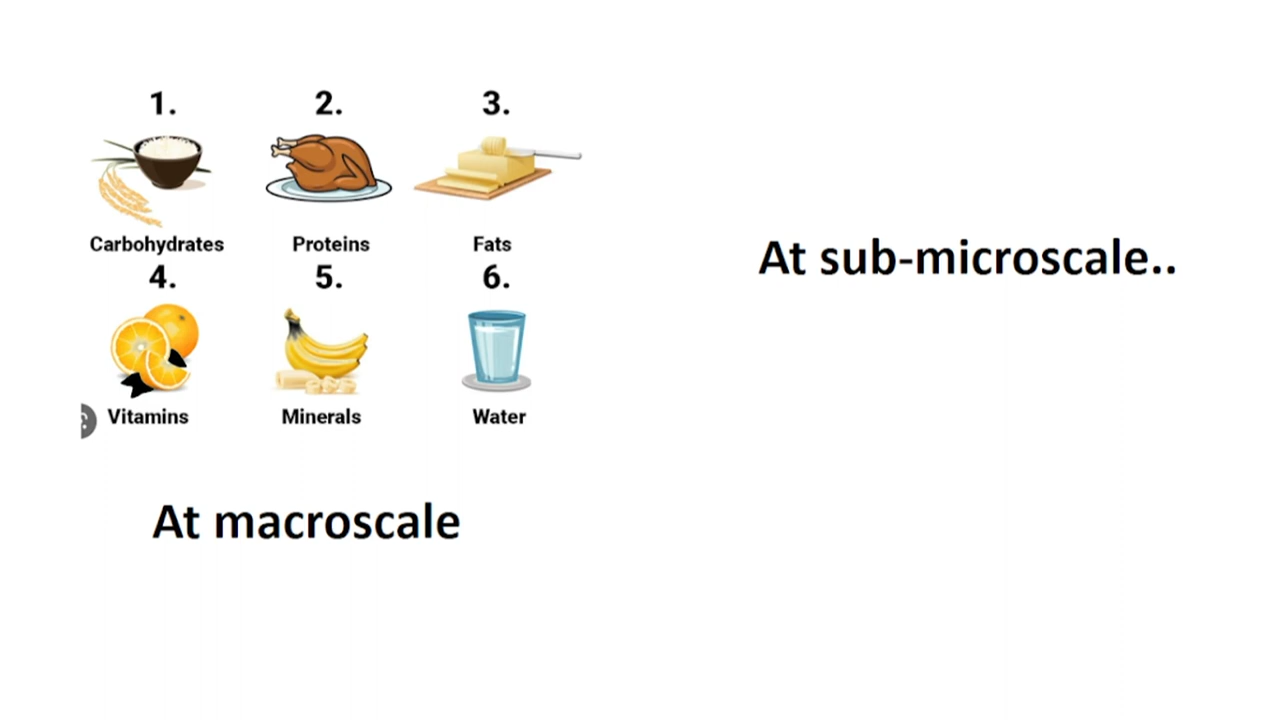 1. 2. 3.
Carbohydrates Proteins Fats
4. 5. 6.
Vitamins Minerals Water
At macroscale
At sub-microscale..